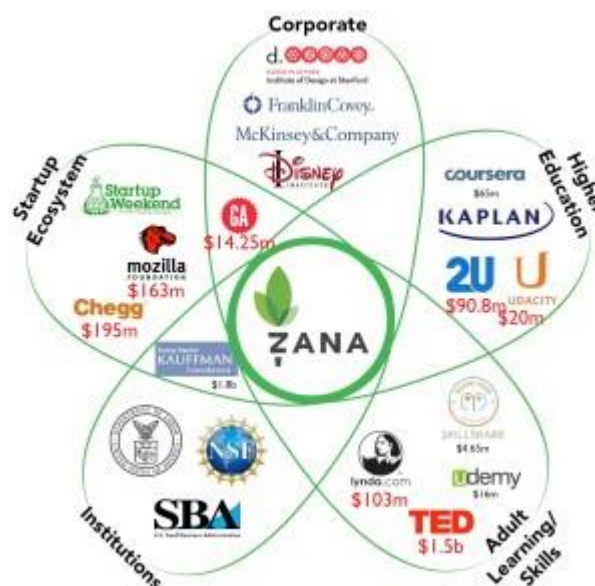 Corporate
d.
Institute of Design at Stanford
FranklinCovey
McKinsey&Company
Disney
INSTITUTE
Startup
Ecosystem
Startup
Weekend
mozilla
FOUNDATION
$163m
Chegg
$195m
GA
$14.25m
Higher
Education
coursera
$65m
KAPLAN
2U
$90.8m
UDACITY
$20m
ZANA
KAUFFMAN
Foundation
$1.8b
NSF
SBA
U.S. Small Business Administration
Institutions
SKILLSHARE
$4.65m
lynda.com
$103m
udemy
$16m
TED
$1.5b
Adult
Learning/
Skills